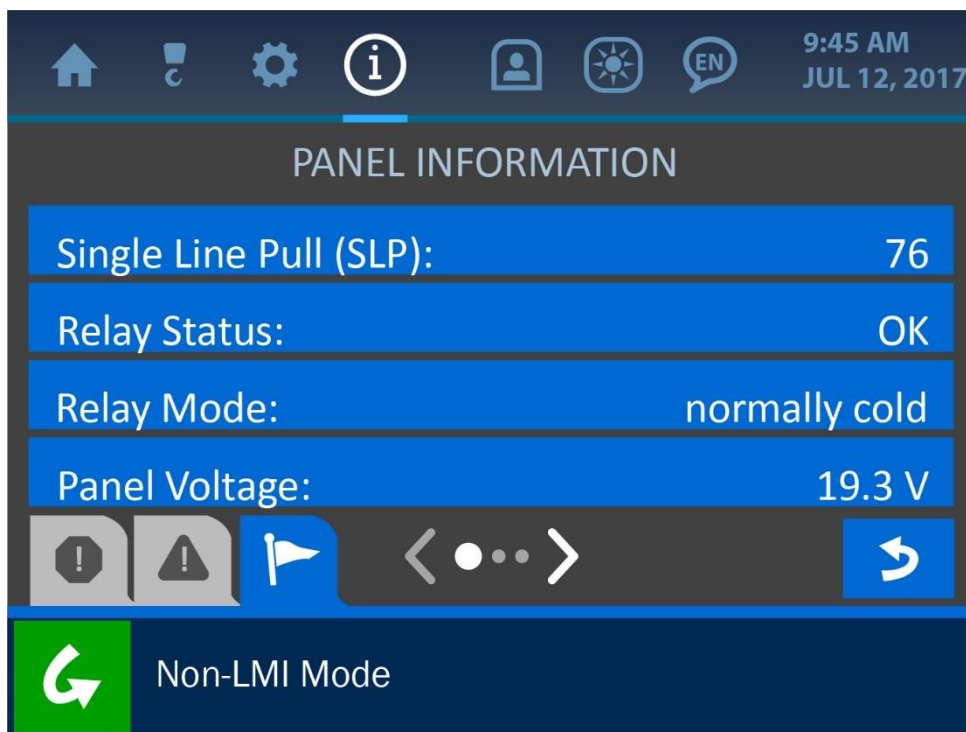 EN
9:45 AM
JUL 12, 2017
PANEL INFORMATION
Single Line Pull (SLP): 76
Relay Status: OK
Relay Mode: normally cold
Panel Voltage: 19.3 V
Non-LMI Mode